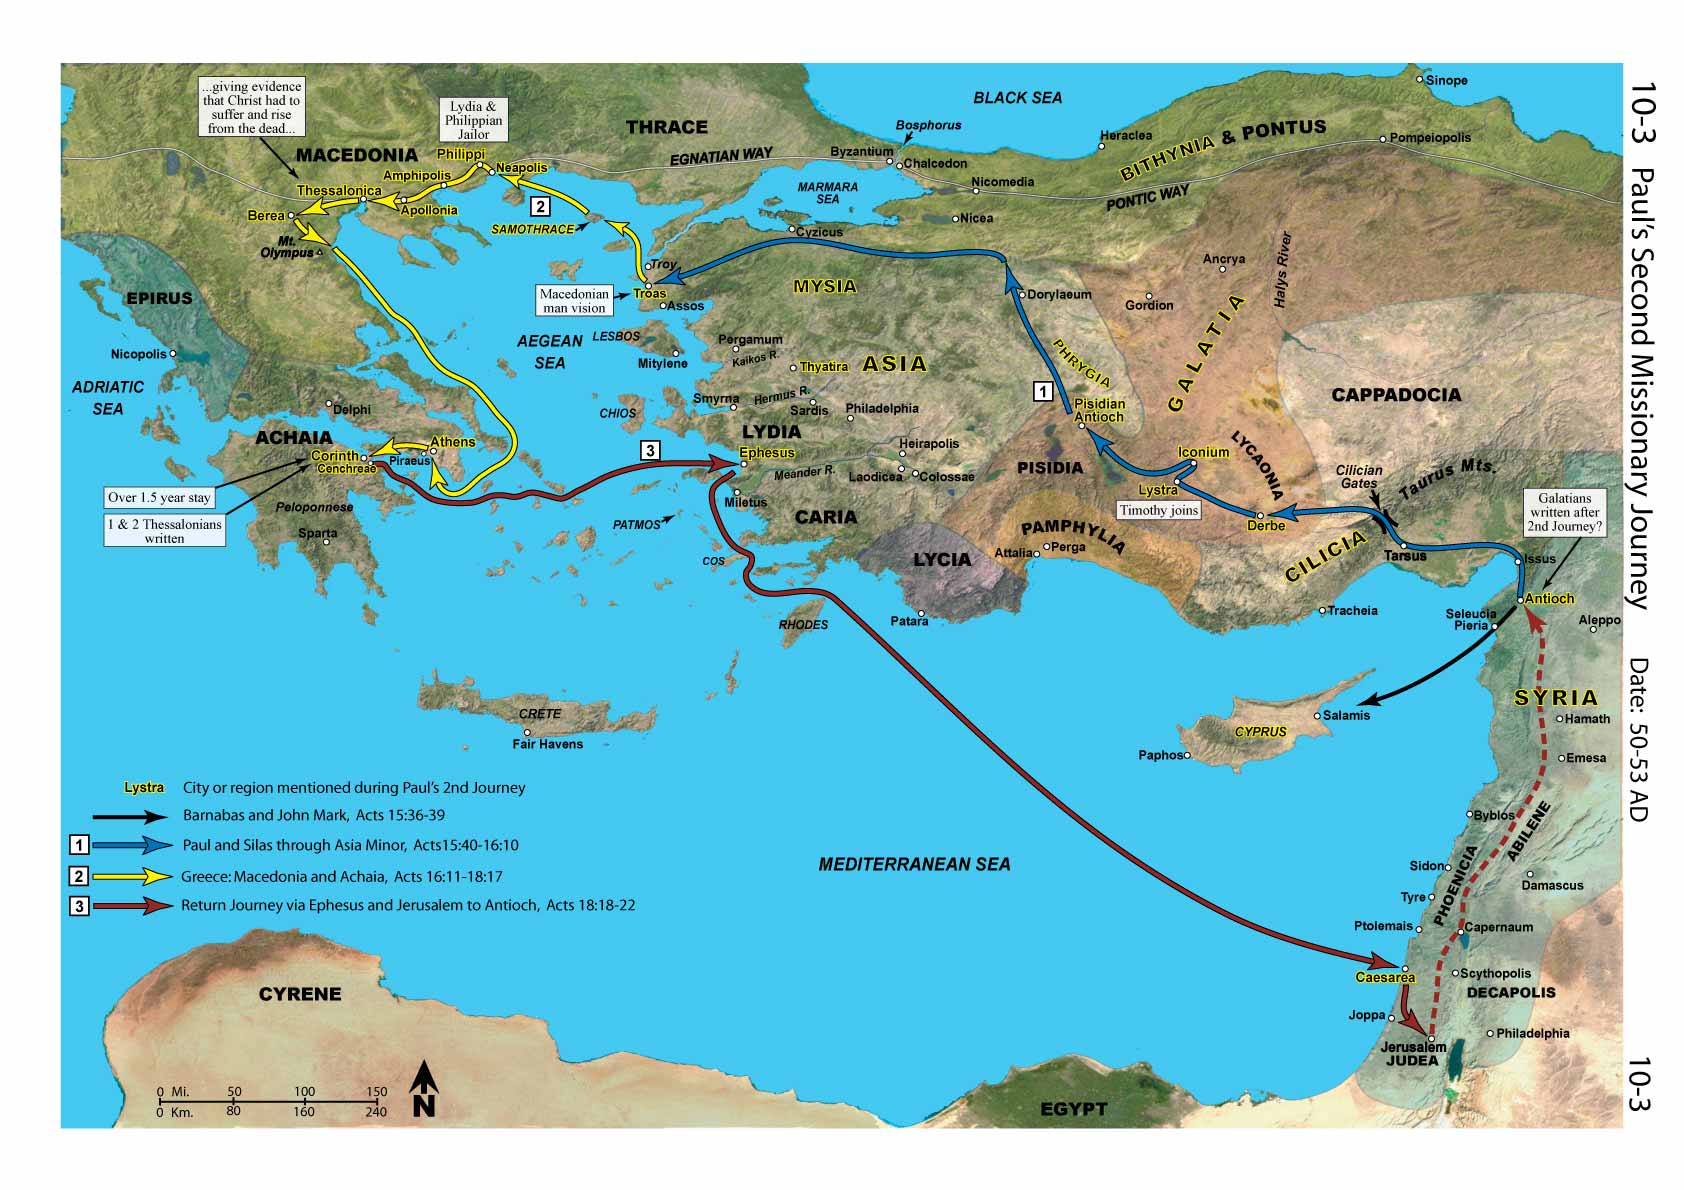 10-3 Paul's Second Missionary Journey Date: 50-53 AD 10-3
...giving evidence
that Christ had to
suffer and rise
from the dead...
Lydia &
Philippian
Jailor
BLACK SEA
Sinope
THRACE
Bosphorus
Heraclea
BITHYNIA & PONTUS
Pompeiopolis
MACEDONIA
Philippi
Neapolis
EGNATIAN WAY
Byzantium
Chalcedon
Amphipolis
Thessalonica
Apollonia
Berea
2
SAMOTHRACE
MARMARA
SEA
Nicomedia
PONTIC WAY
Nicea
Cyzicus
Mt.
Olympus
Troy
Troas
Assos
Macedonian
man vision
MYSIA
Dorylaeum
Ancrya
Gordion
Halys River
EPIRUS
Nicopolis
AEGEAN
SEA
LESBOS
Mitylene
Pergamum
Kaikos R.
Thyatira
ASIA
PHRYGIA
GALATIA
CAPPADOCIA
ADRIATIC
SEA
Delphi
CHIOS
Smyrna
Hermus R.
Sardis
Philadelphia
1
Pisidian
Antioch
ACHAIA
Athens
Corinth
Cenchreae
Piraeus
3
LYDIA
Ephesus
Meander R.
Heirapolis
Laodicea
Colossae
PISIDIA
Iconium
Lystra
LYCAONIA
Timothy joins
Derbe
Cilician
Gates
Taurus Mts.
Over 1.5 year stay
1 & 2 Thessalonians
written
Peloponnese
Sparta
PATMOS
Miletus
CARIA
COS
LYCIA
PAMPHYLIA
Attalia
Perga
CILICIA
Tarsus
Issus
Galatians
written after
2nd Journey?
Antioch
Seleucia
Pieria
Aleppo
Tracheia
Patara
RHODES
CRETE
Fair Havens
CYPRUS
Salamis
Paphos
SYRIA
Hamath
Emesa
Lystra City or region mentioned during Paul's 2nd Journey
Barnabas and John Mark, Acts 15:36-39
1 Paul and Silas through Asia Minor, Acts15:40-16:10
2 Greece: Macedonia and Achaia, Acts 16:11-18:17
3 Return Journey via Ephesus and Jerusalem to Antioch, Acts 18:18-22
MEDITERRANEAN SEA
Byblos
ABILENE
Sidon
PHOENICIA
Damascus
Tyre
Ptolemais
Capernaum
Caesarea
Scythopolis
DECAPOLIS
Joppa
Philadelphia
Jerusalem
JUDEA
CYRENE
EGYPT
0 Mi. 50 100 150
0 Km. 80 160 240
N